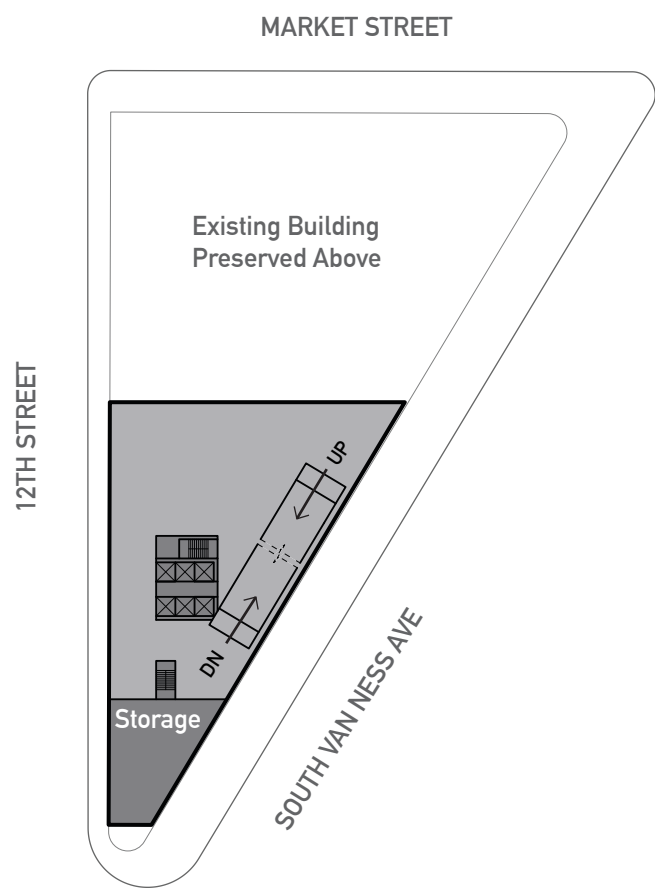 MARKET STREET
Existing Building
Preserved Above
12TH STREET
UP
DN
Storage
SOUTH VAN NESS AVE